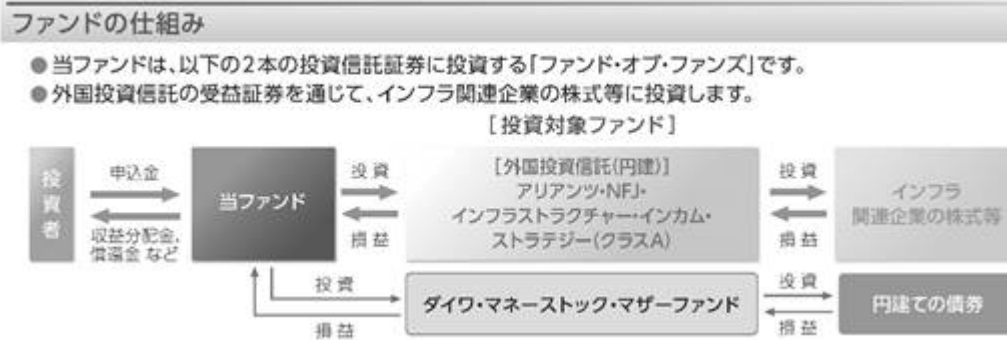 ファンドの仕組み
●当ファンドは、以下の2本の投資信託証券に投資する「ファンド・オブ・ファンズ」です。
●外国投資信託の受益証券を通じて、インフラ関連企業の株式等に投資します。
[投資対象ファンド]
投資者
申込金
収益分配金、
償還金 など
当ファンド
投資
損益
[外国投資信託(円建)]
アリアンツ・NFJ・
インフラストラクチャー・インカム・
ストラテジー(クラスA)
投資
損益
インフラ
関連企業の株式等
投資
損益
ダイワ・マネーストック・マザーファンド
投資
損益
円建ての債券